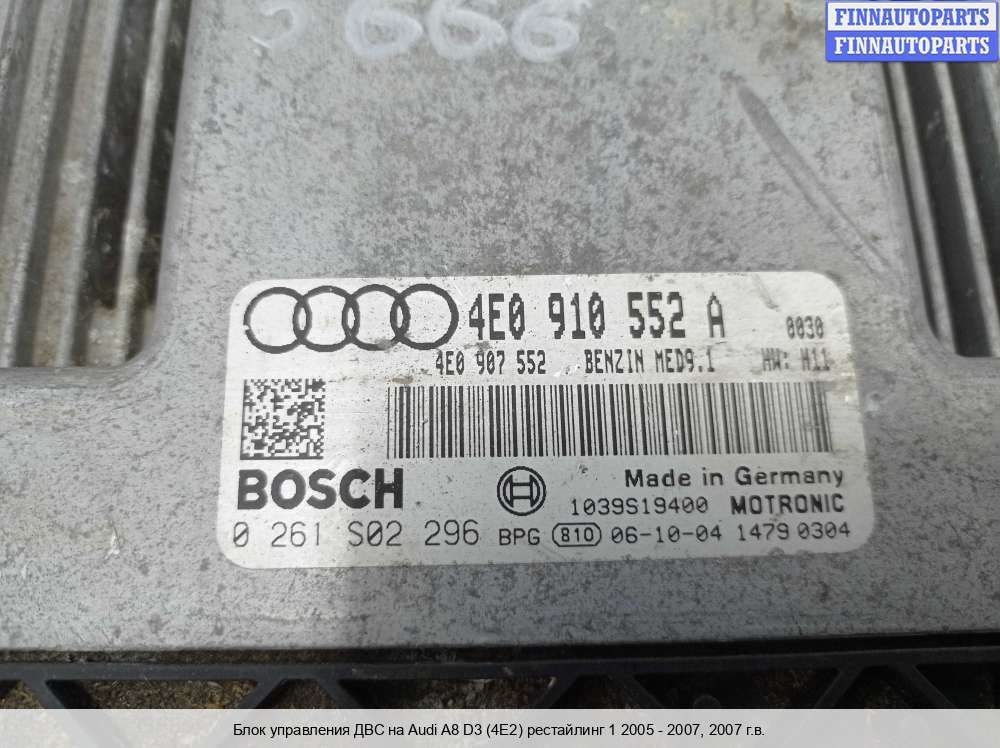 FINNAUTOPARTS
FINNAUTOPARTS
666
4E0 910 552 A 0030
4E0 907 552 BENZIN MED9.1 HW: H11
BOSCH
Made in Germany
1039S19400 MOTRONIC
0 261 S02 296 BPG 810 06-10-04 1479 0304
Блок управления ДВС на Audi A8 D3 (4E2) рестайлинг 1 2005 - 2007, 2007 г.в.